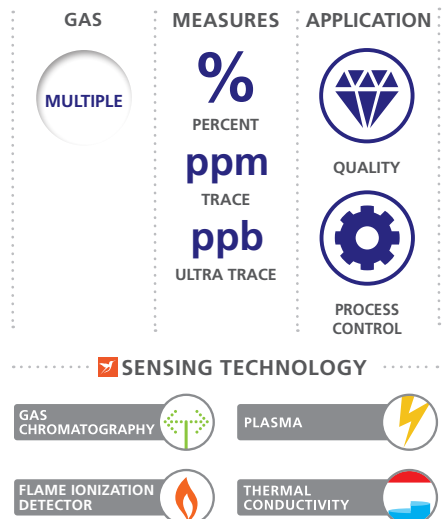 GAS
MULTIPLE
MEASURES
%
PERCENT
ppm
TRACE
ppb
ULTRA TRACE
APPLICATION
QUALITY
PROCESS
CONTROL
SENSING TECHNOLOGY
GAS
CHROMATOGRAPHY
PLASMA
FLAME IONIZATION
DETECTOR
THERMAL
CONDUCTIVITY